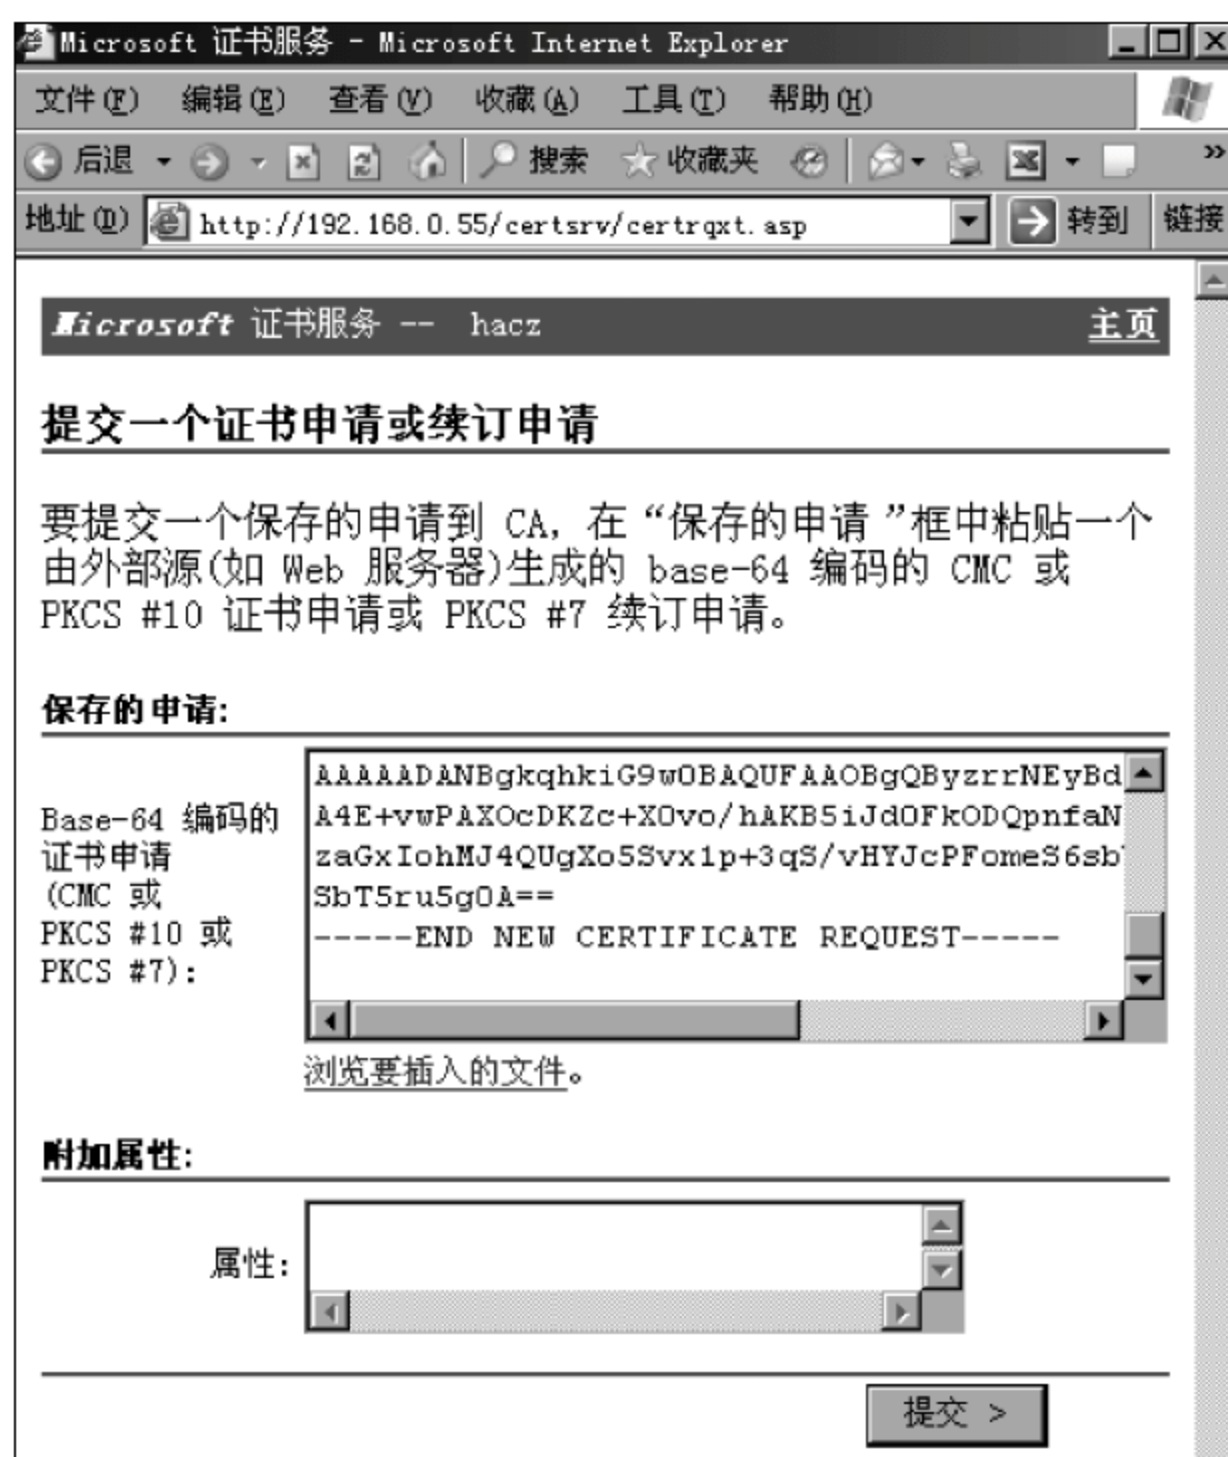 Microsoft 证书服务 - Microsoft Internet Explorer
文件(F) 编辑(E) 查看(V) 收藏(A) 工具(T) 帮助(H)
后退 搜索 收藏夹 »
地址(D) http://192.168.0.55/certsrv/certrqxt.asp 转到 链接
Microsoft 证书服务 -- hacz 主页
提交一个证书申请或续订申请
要提交一个保存的申请到 CA, 在“保存的申请 ”框中粘贴一个
由外部源(如 Web 服务器)生成的 base-64 编码的 CMC 或
PKCS #10 证书申请或 PKCS #7 续订申请。
保存的申请:
Base-64 编码的
证书申请
(CMC 或
PKCS #10 或
PKCS #7):
AAAAADANBgkqhkiG9w0BAQUFAAOBgQByzrrNEyBd
A4E+vwPAXOcDKZc+X0vo/hAKB5iJd0FkODQpnfaN
zaGxIohMJ4QUgXo5Svx1p+3qS/vHYJcPFomeS6sb
SbT5ru5g0A==
-----END NEW CERTIFICATE REQUEST-----
浏览要插入的文件。
附加属性:
属性:
提交 >